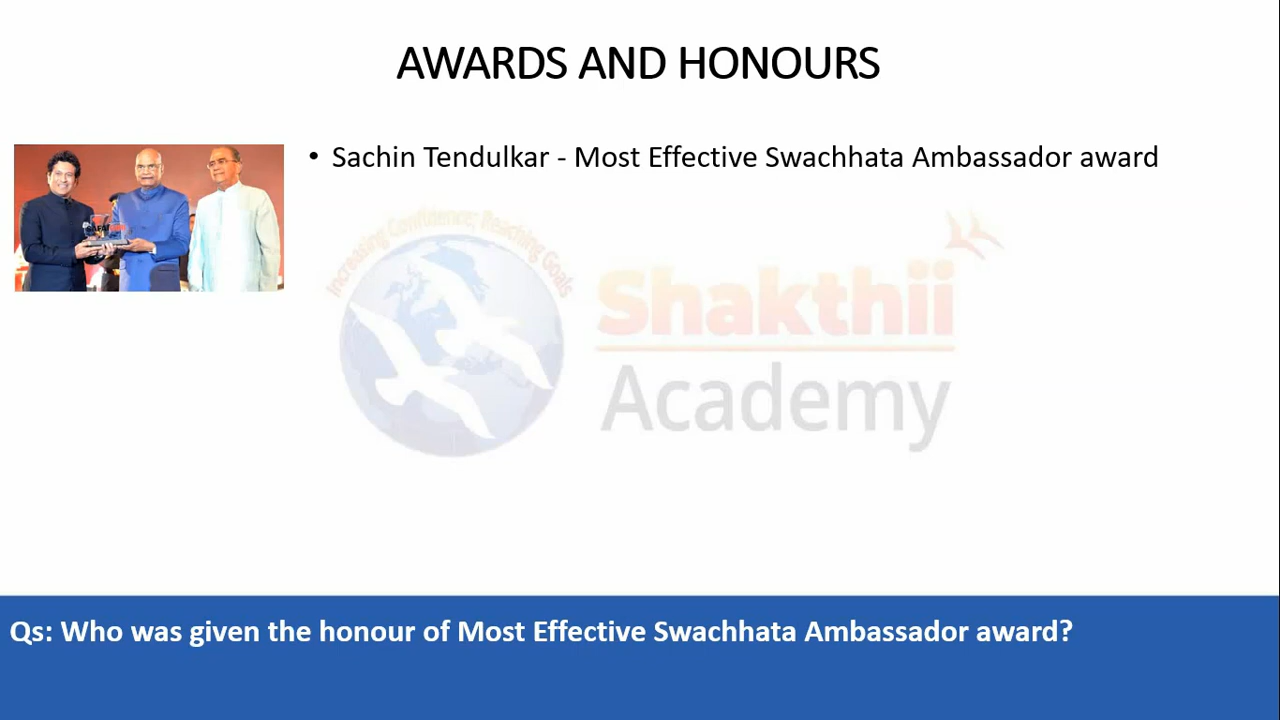 AWARDS AND HONOURS
• Sachin Tendulkar - Most Effective Swachhata Ambassador award
Increasing Confidence; Reaching Goals
Shakthii
Academy
Qs: Who was given the honour of Most Effective Swachhata Ambassador award?